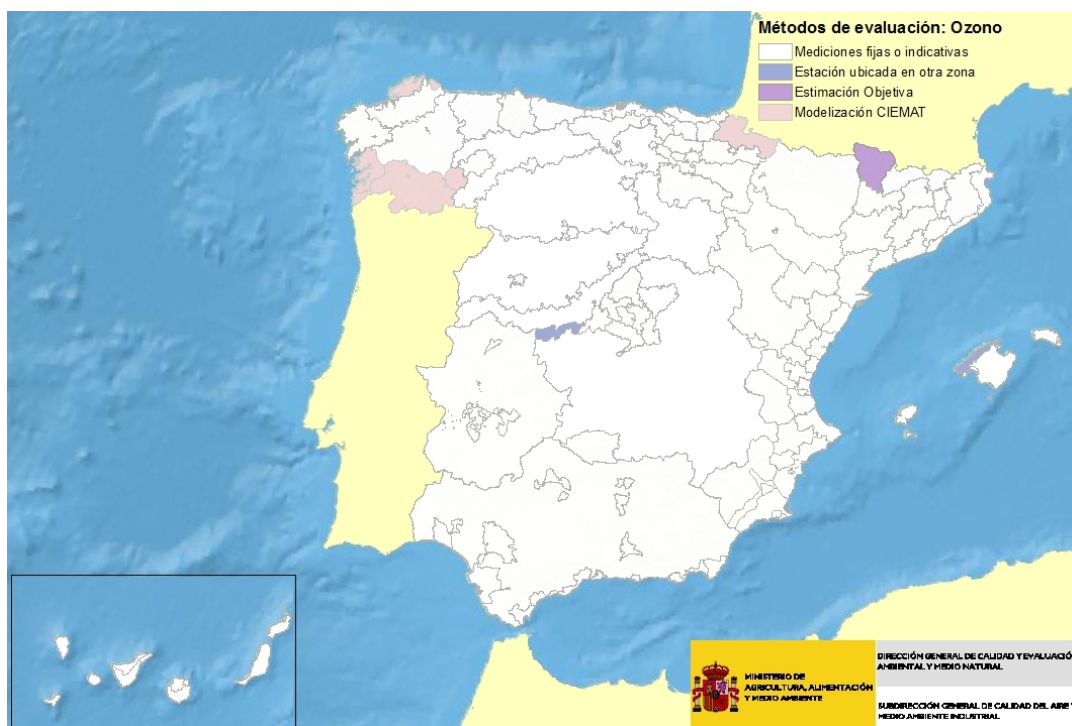 Métodos de evaluación: Ozono
Mediciones fijas o indicativas
Estación ubicada en otra zona
Estimación Objetiva
Modelización CIEMAT
MINISTERIO DE
AGRICULTURA, ALIMENTACIÓN
Y MEDIO AMBIENTE
DIRECCIÓN GENERAL DE CALIDAD Y EVALUACIÓ
AMBIENTAL Y MEDIO NATURAL
SUBDIRECCIÓN GENERAL DE CALIDAD DEL AIRE Y
MEDIO AMBIENTE INDUSTRIAL